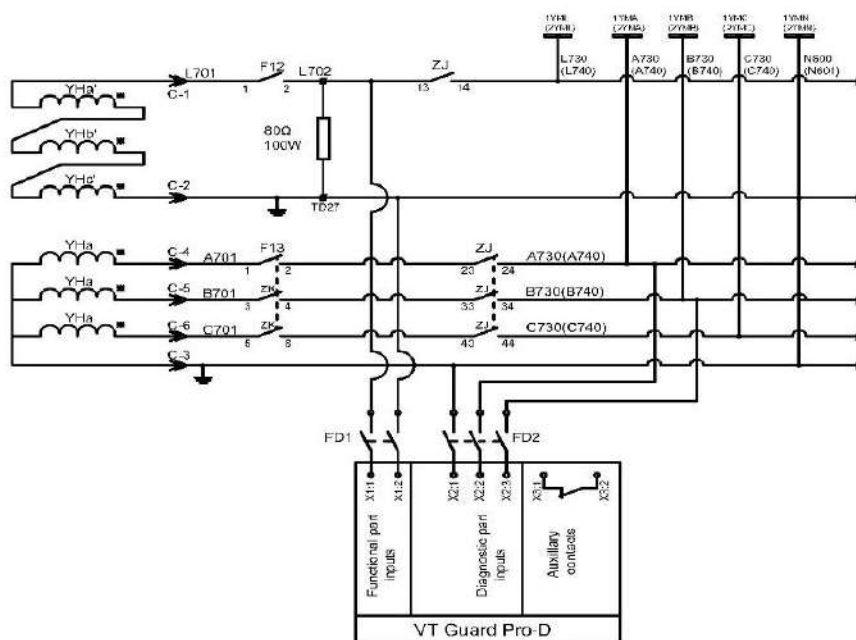 1YML 1YMA 1YMB 1YMC 1YMN
(2YML) (2YMA) (2YMB) (2YMC) (2YMN)
L730 A730 B730 C730 N600
(L740) (A740) (B740) (C740) (N601)
L701 F12 L702 ZJ
C-1 1 2 13 14
YHa'
80Ω
100W
YHb'
YHc' C-2
TD27
YHa C-4 A701 F13 ZJ A730(A740)
1 2 23 24
YHa C-5 B701 ZK ZJ B730(B740)
3 4 33 34
YHa C-6 C701 ZK ZJ C730(C740)
5 6 43 44
C-3
FD1 FD2
X1:1 X1:2 X2:1 X2:2 X2:3 X3:1 X3:2
Functional part
inputs
Diagnostic part
inputs
Auxillary
contacts
VT Guard Pro-D